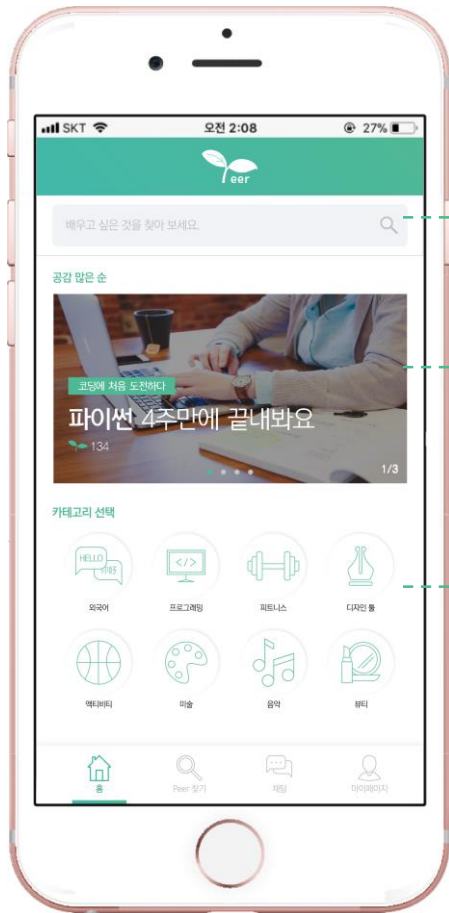 SKT 오전 2:08 27%
Peer
배우고 싶은 것을 찾아 보세요.
공감 많은 순
코딩에 처음 도전하다
파이썬 4주만에 끝내봐요
134
1/3
카테고리 선택
HELLO
你好
</>
외국어 프로그래밍 피트니스 디자인 툴
액티비티 미술 음악 뷰티
홈 Peer 찾기 채팅 마이페이지